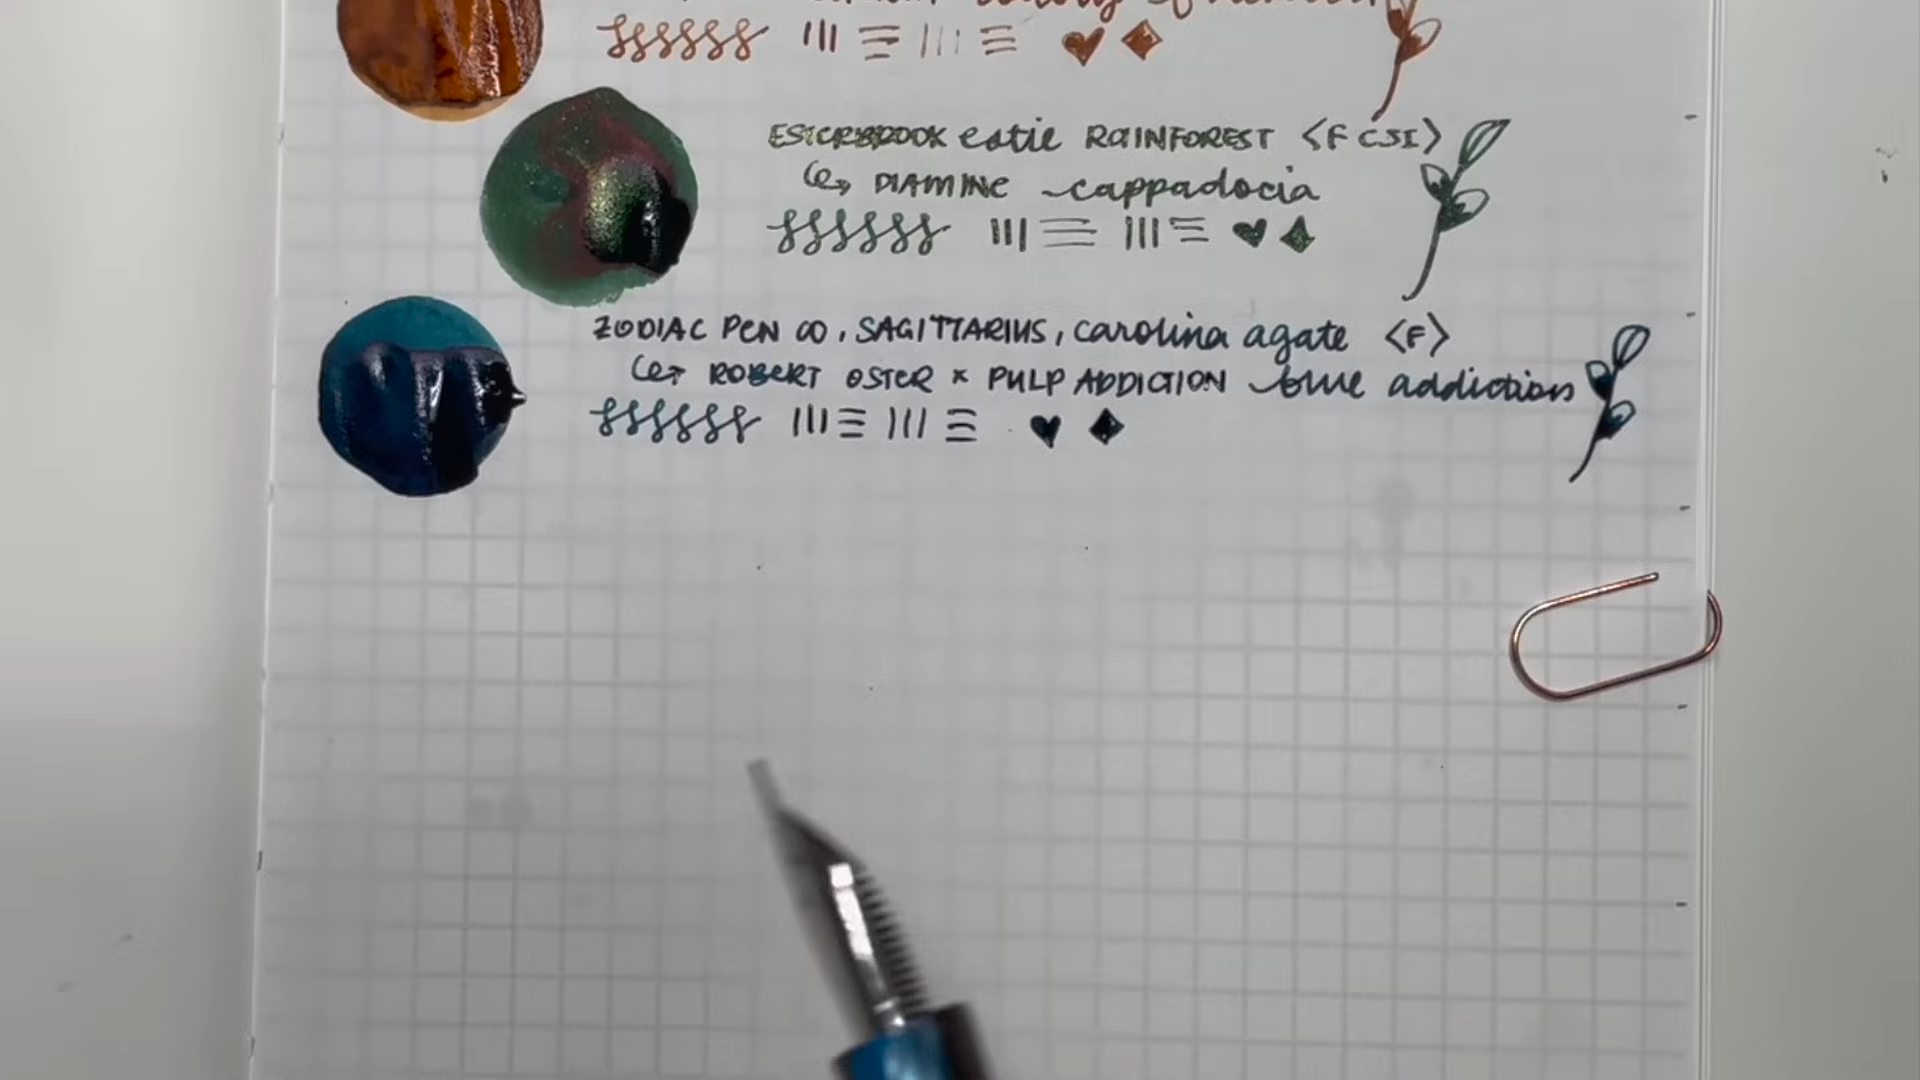 ESTERBROOK estie RAINFOREST <F CSI>
DIAMINE ~cappadocia
ZODIAC PEN CO, SAGITTARIUS, carolina agate <F>
ROBERT OSTER x PULP ADDICTION ~blue addiction